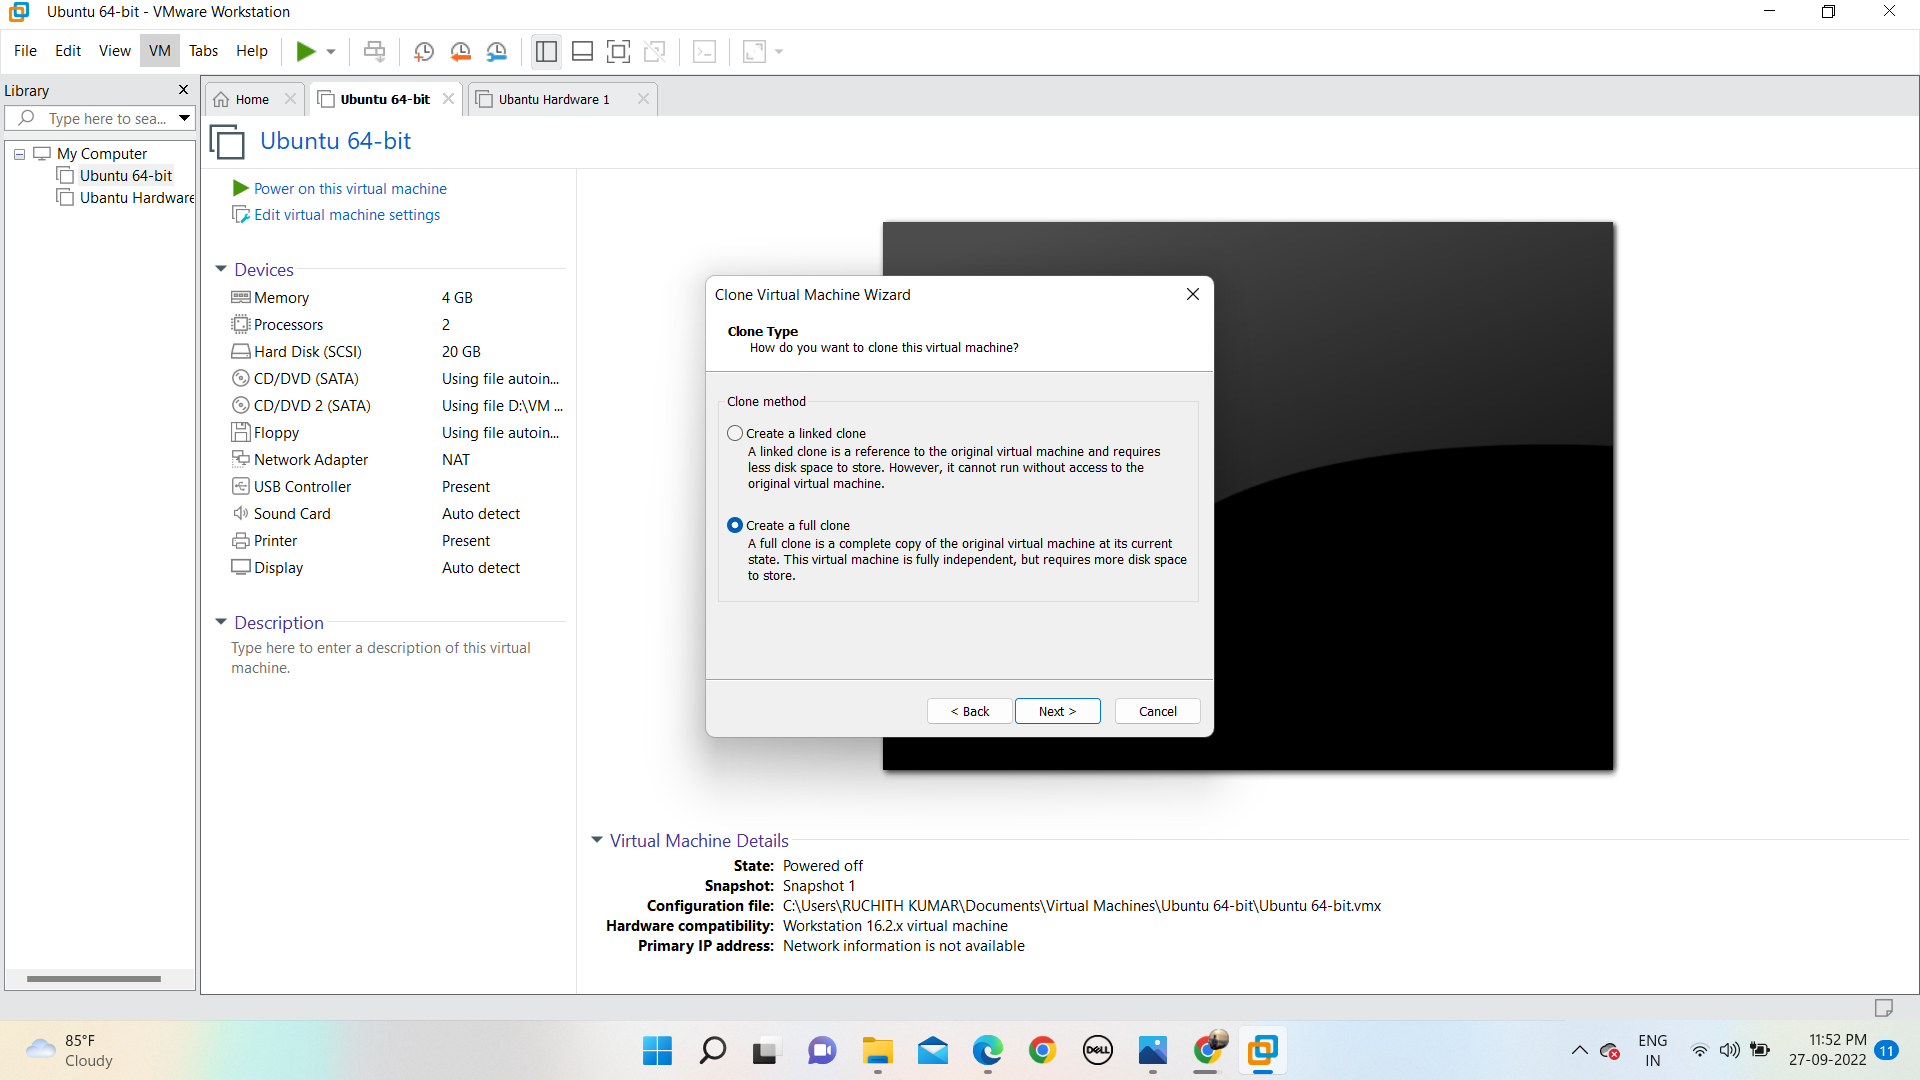 Ubuntu 64-bit - VMware Workstation
File Edit View VM Tabs Help
Library
Type here to sea...
My Computer
Ubuntu 64-bit
Ubantu Hardware
Home
Ubuntu 64-bit
Ubantu Hardware 1
Ubuntu 64-bit
Power on this virtual machine
Edit virtual machine settings
Devices
Memory 4 GB
Processors 2
Hard Disk (SCSI) 20 GB
CD/DVD (SATA) Using file autoin...
CD/DVD 2 (SATA) Using file D:\VM ...
Floppy Using file autoin...
Network Adapter NAT
USB Controller Present
Sound Card Auto detect
Printer Present
Display Auto detect
Description
Type here to enter a description of this virtual
machine.
Clone Virtual Machine Wizard
Clone Type
How do you want to clone this virtual machine?
Clone method
Create a linked clone
A linked clone is a reference to the original virtual machine and requires
less disk space to store. However, it cannot run without access to the
original virtual machine.
Create a full clone
A full clone is a complete copy of the original virtual machine at its current
state. This virtual machine is fully independent, but requires more disk space
to store.
< Back Next > Cancel
Virtual Machine Details
State: Powered off
Snapshot: Snapshot 1
Configuration file: C:\Users\RUCHITH KUMAR\Documents\Virtual Machines\Ubuntu 64-bit\Ubuntu 64-bit.vmx
Hardware compatibility: Workstation 16.2.x virtual machine
Primary IP address: Network information is not available
85°F
Cloudy
DELL
ENG
IN
11:52 PM
27-09-2022
11